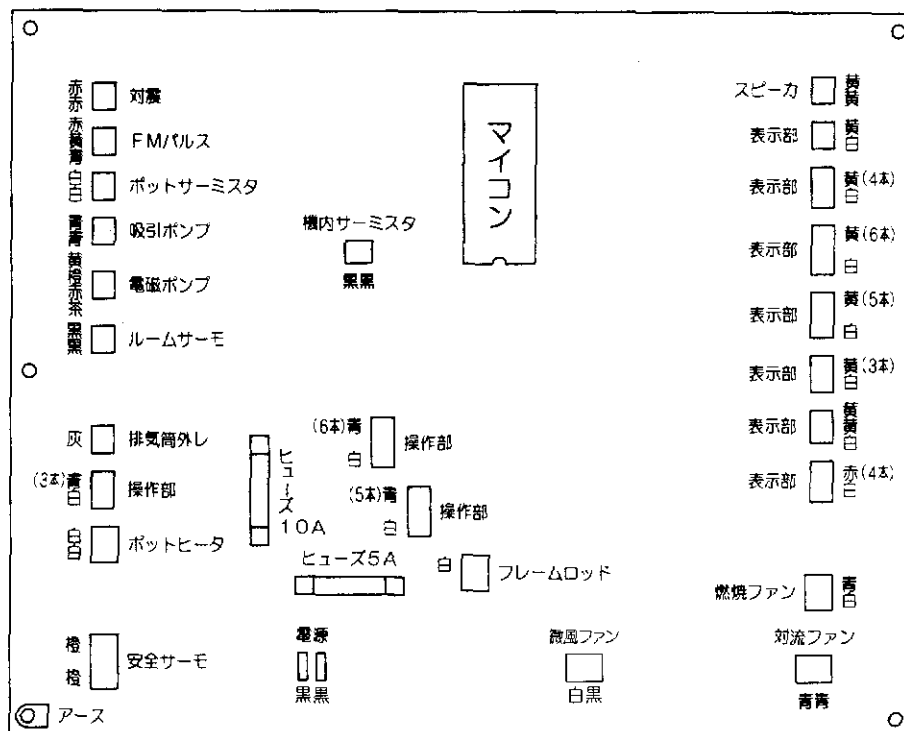 赤赤 対震
赤黄青 FMパルス
白白 ポットサーミスタ
青青 吸引ポンプ
黄橙赤茶 電磁ポンプ
黒黒 ルームサーモ
灰 排気筒外し
(3本)青白 操作部
白白 ポットヒータ
橙橙 安全サーモ
アース
機内サーミスタ
黒黒
マイコン
ヒューズ
10A
(6本)青白 操作部
(5本)青白 操作部
ヒューズ5A
白 フレームロッド
電源
黒黒
微風ファン
白黒
スピーカ 黄黄
表示部 黄白
表示部 黄(4本)白
表示部 黄(6本)白
表示部 黄(5本)白
表示部 黄(3本)白
表示部 黄黄白
表示部 赤(4本)白
燃焼ファン 青白
対流ファン
青青